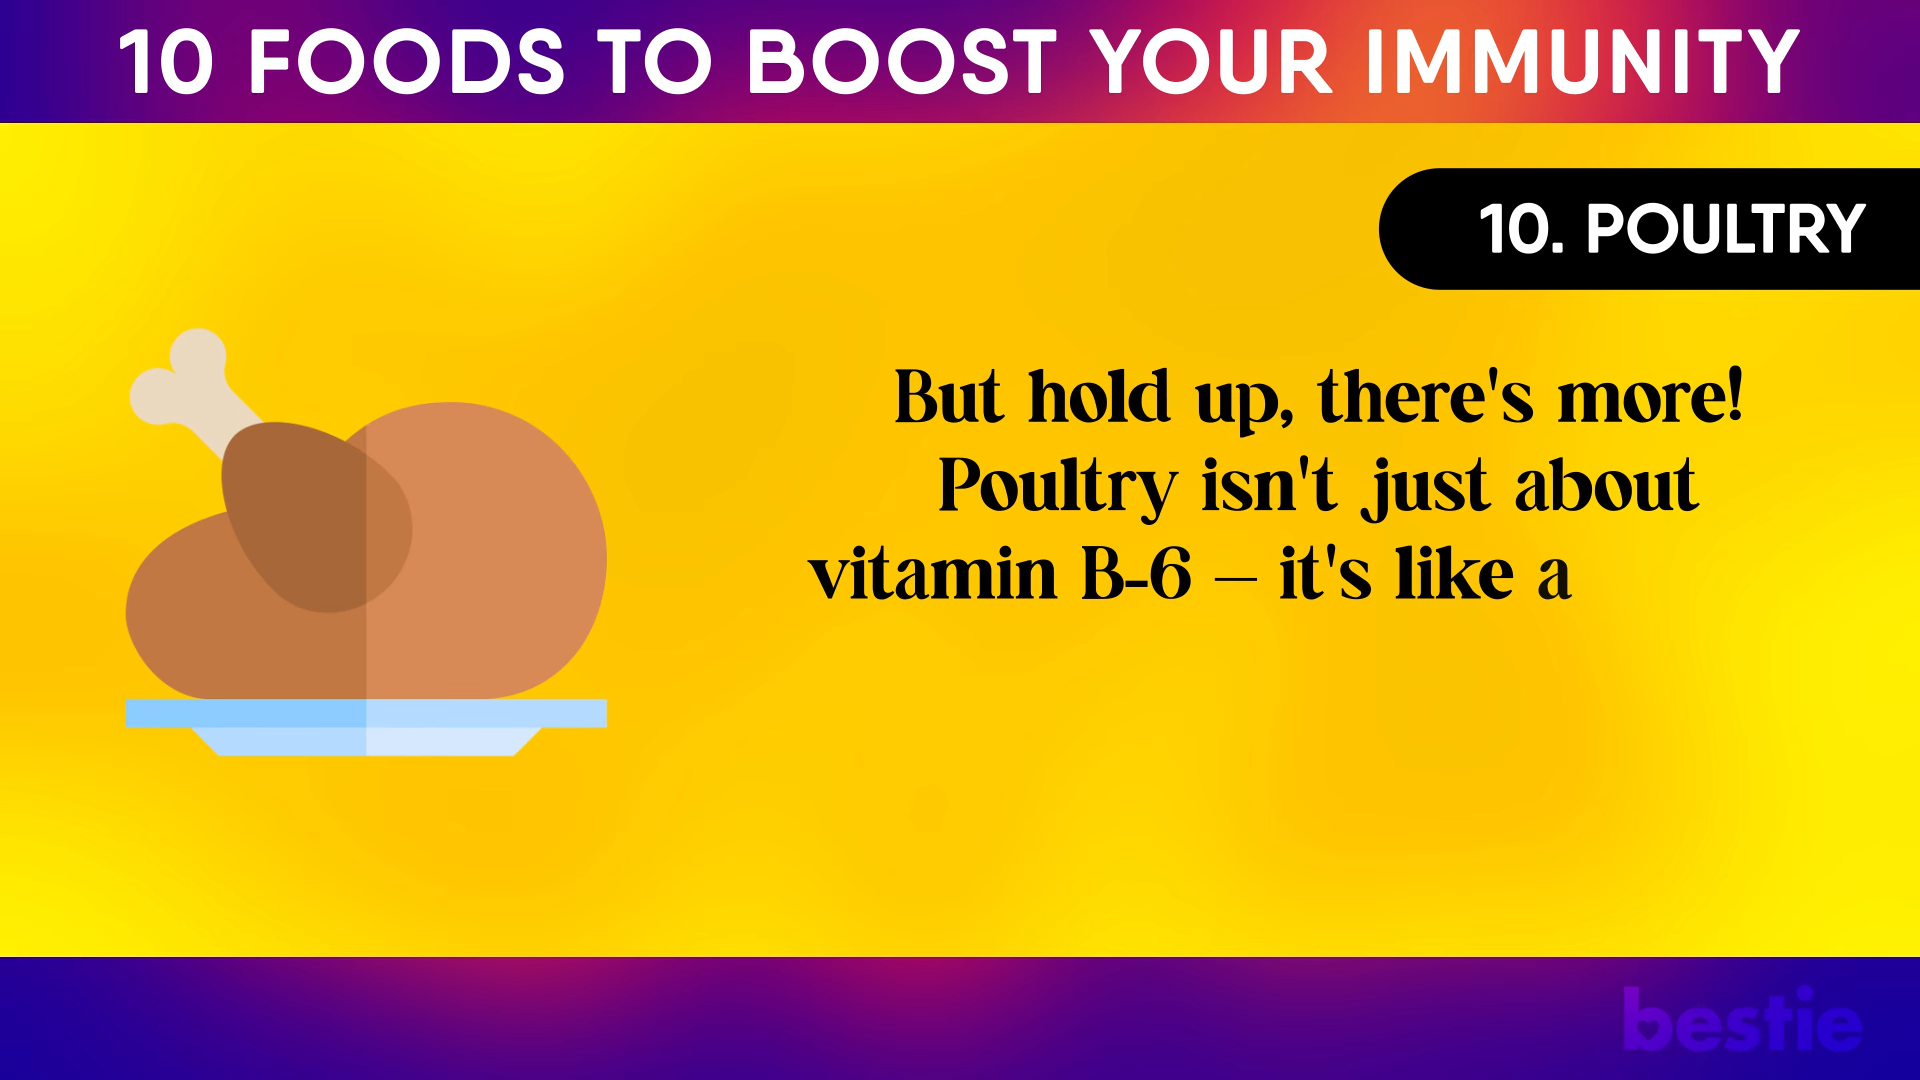 10 FOODS TO BOOST YOUR IMMUNITY
10. POULTRY
But hold up, there's more!
Poultry isn't just about
vitamin B-6 – it's like a
bestie